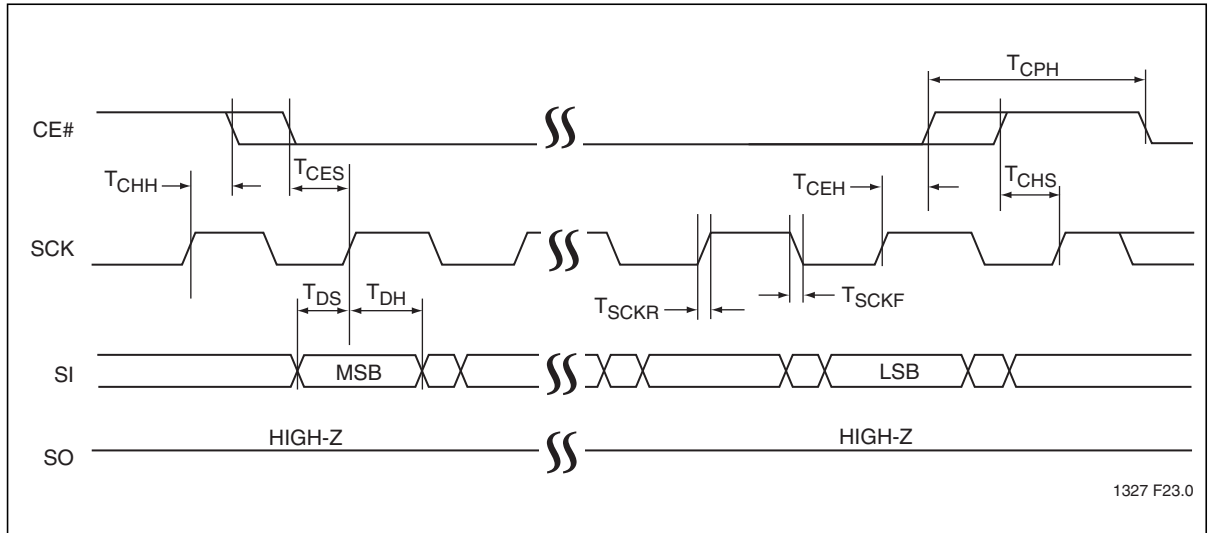 TCPH
CE#
TCHH
TCES
TCEH
TCHS
SCK
TDS
TDH
TSCKR
TSCKF
SI
MSB
LSB
HIGH-Z
HIGH-Z
SO
1327 F23.0